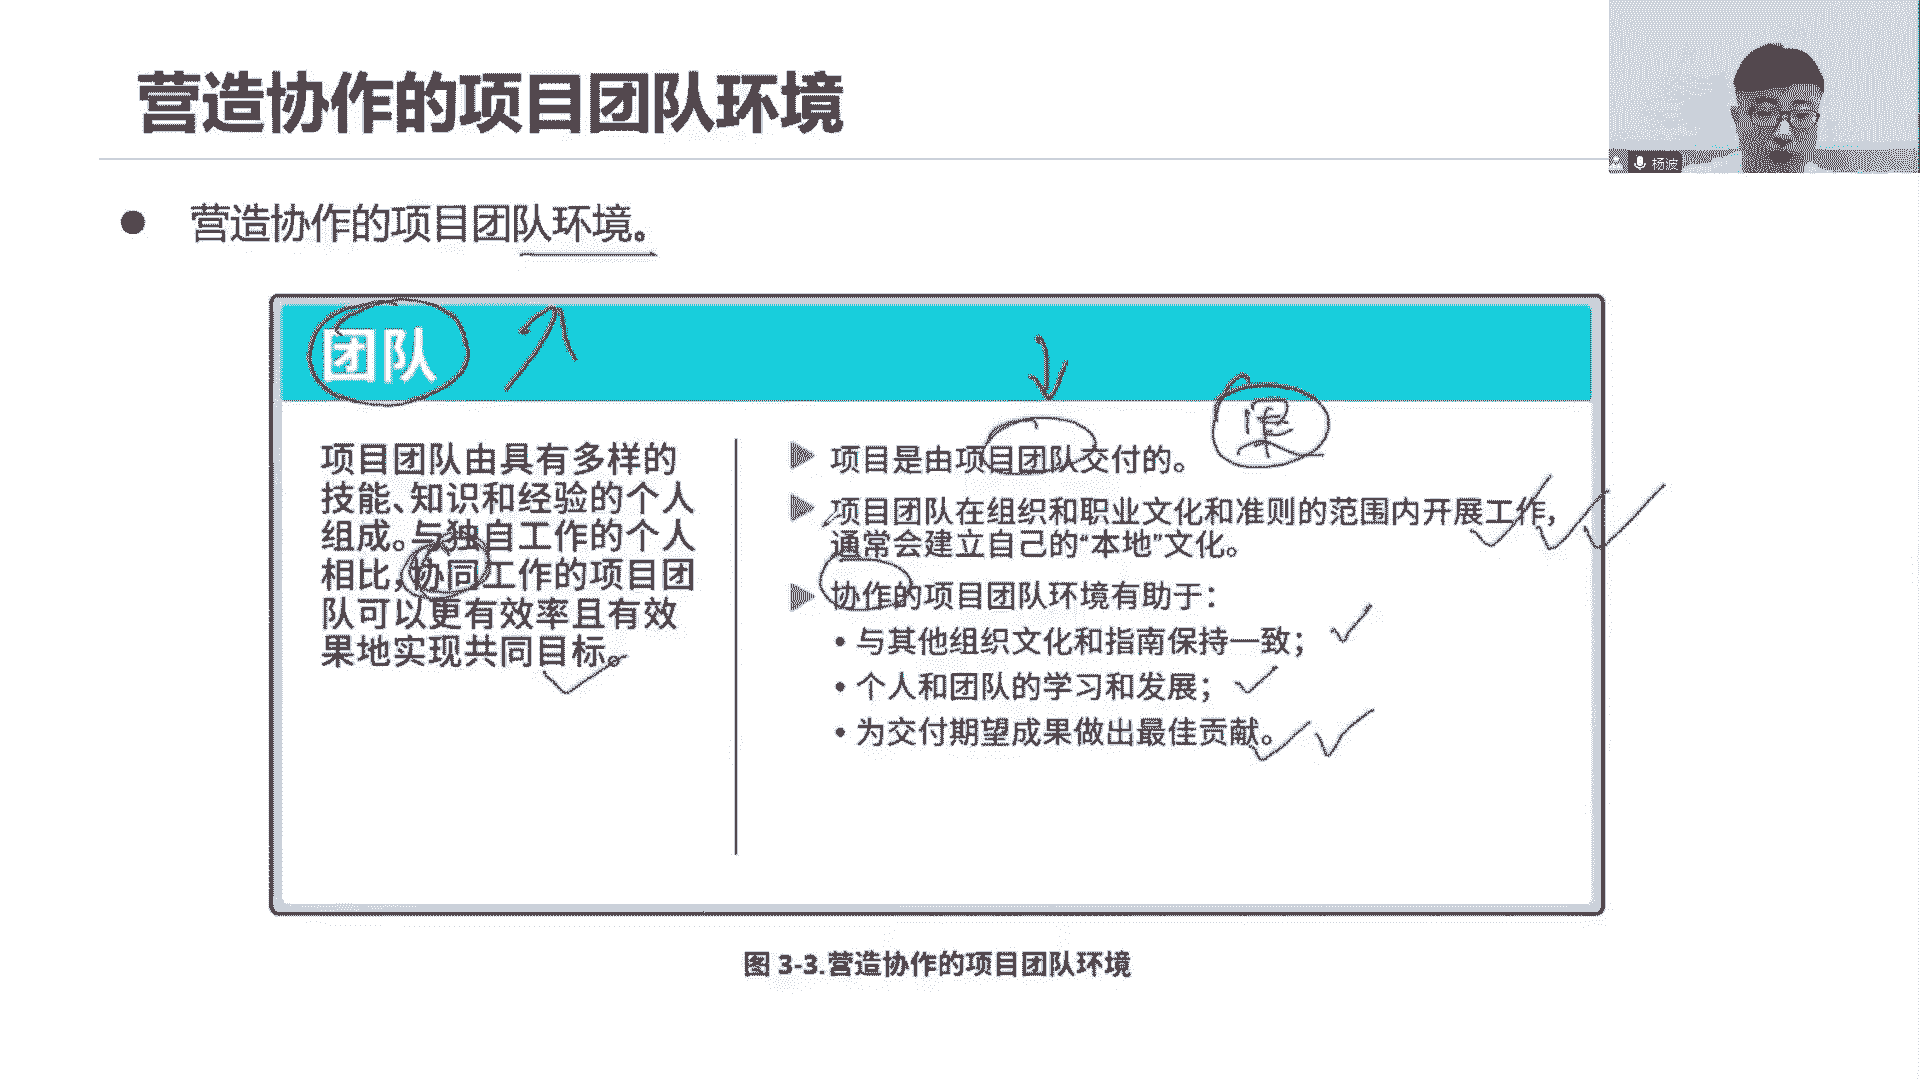 营造协作的项目团队环境
杨波
● 营造协作的项目团队环境。
团队
项目团队由具有多样的
技能、知识和经验的个人
组成。与独自工作的个人
相比,协同工作的项目团
队可以更有效率且有效
果地实现共同目标。
项目是由项目团队交付的。
项目团队在组织和职业文化和准则的范围内开展工作,
通常会建立自己的“本地”文化。
协作的项目团队环境有助于:
• 与其他组织文化和指南保持一致;
• 个人和团队的学习和发展;
• 为交付期望成果做出最佳贡献。
图 3-3.营造协作的项目团队环境